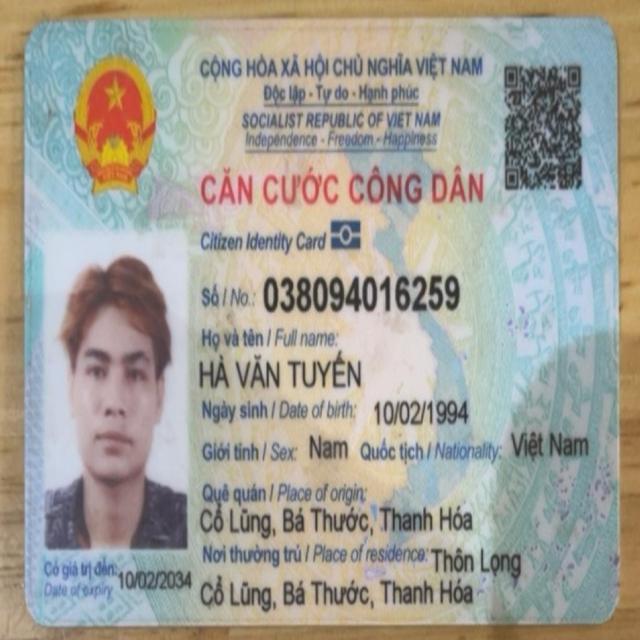 CỘNG HÒA XÃ HỘI CHỦ NGHĨA VIỆT NAM
Độc lập - Tự do - Hạnh phúc
SOCIALIST REPUBLIC OF VIET NAM
Independence - Freedom - Happiness
CĂN CƯỚC CÔNG DÂN
Citizen Identity Card
Số / No.: 038094016259
Họ và tên / Full name:
HÀ VĂN TUYẾN
Ngày sinh / Date of birth: 10/02/1994
Giới tính / Sex: Nam Quốc tịch / Nationality: Việt Nam
Quê quán / Place of origin:
Cổ Lũng, Bá Thước, Thanh Hóa
Nơi thường trú / Place of residence: Thôn Lọng
Cổ Lũng, Bá Thước, Thanh Hóa
Có giá trị đến: 10/02/2034
Date of expiry